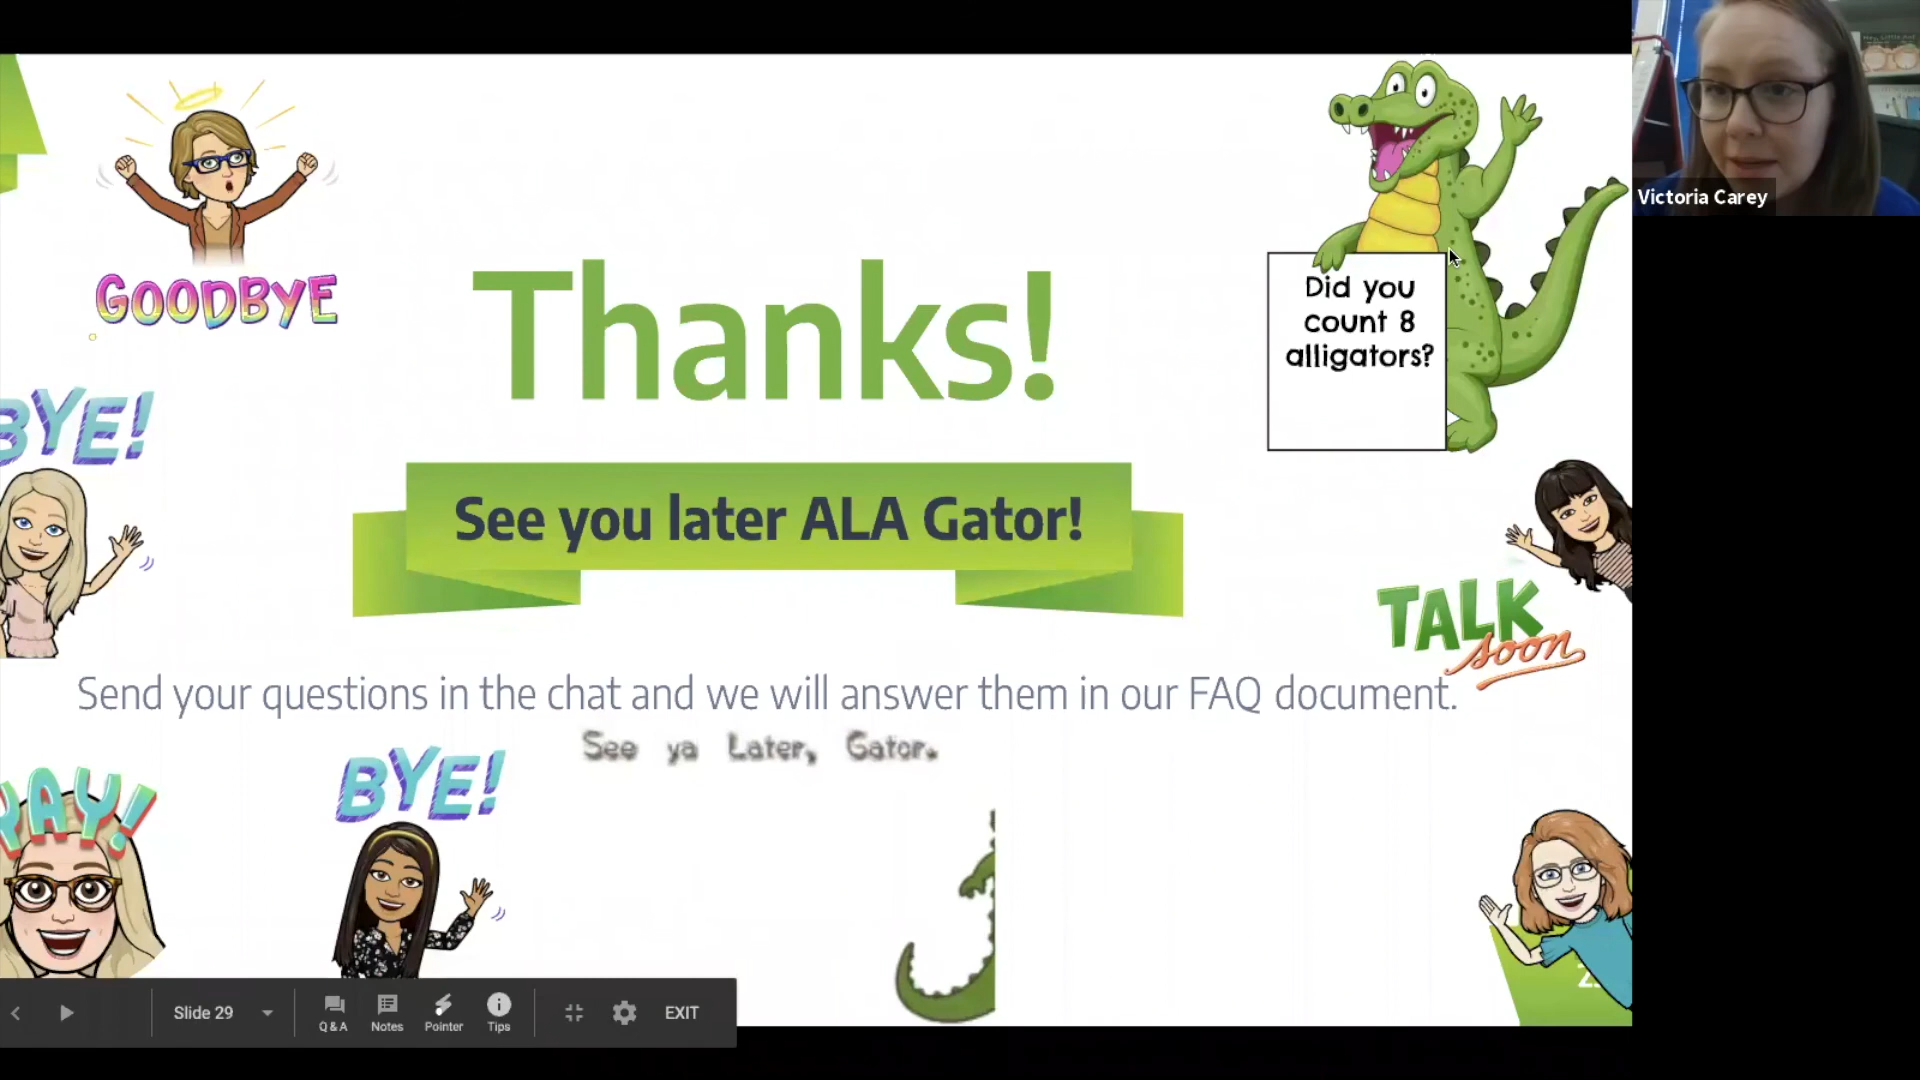 GOODBYE
Thanks!
Did you
count 8
alligators?
Victoria Carey
BYE!
See you later ALA Gator!
TALK
soon
Send your questions in the chat and we will answer them in our FAQ document.
See ya Later, Gator.
YAY!
BYE!
Slide 29
Q&A
Notes
Pointer
Tips
EXIT